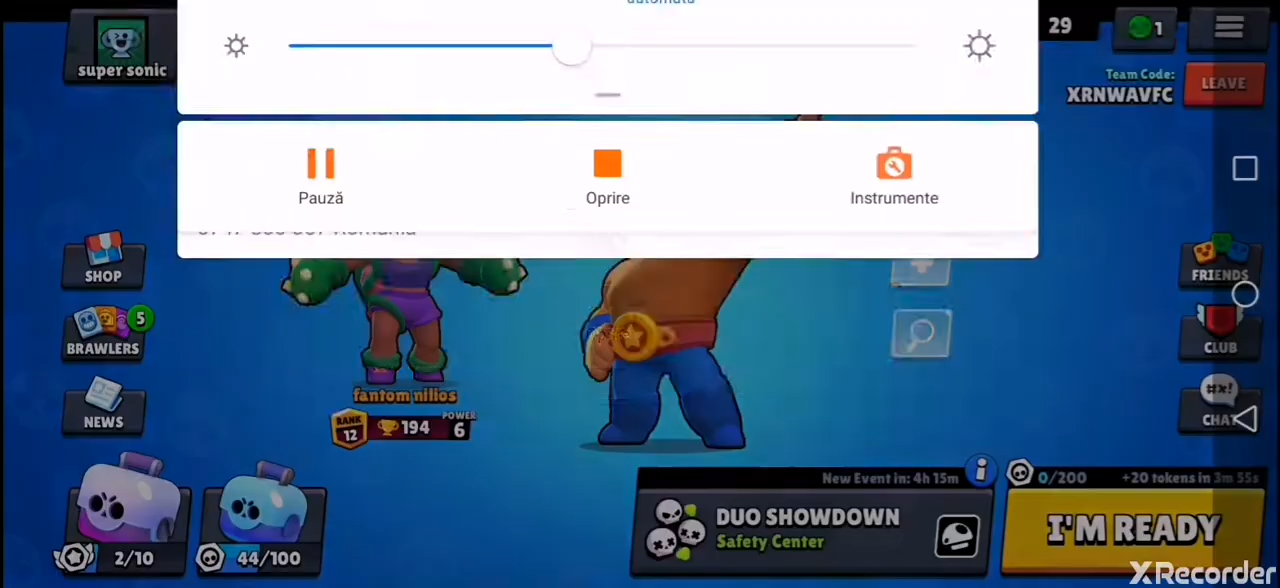 automată
29
1
super sonic
Team Code:
XRNWAVFC
LEAVE
Pauză
Oprire
Instrumente
SHOP
FRIENDS
5
BRAWLERS
CLUB
fantom nilios
RANK
12
194
POWER
6
NEWS
#x!
CHAT
New Event in: 4h 15m
0/200
+20 tokens in 3m 55s
DUO SHOWDOWN
Safety Center
I'M READY
2/10
44/100
XRecorder